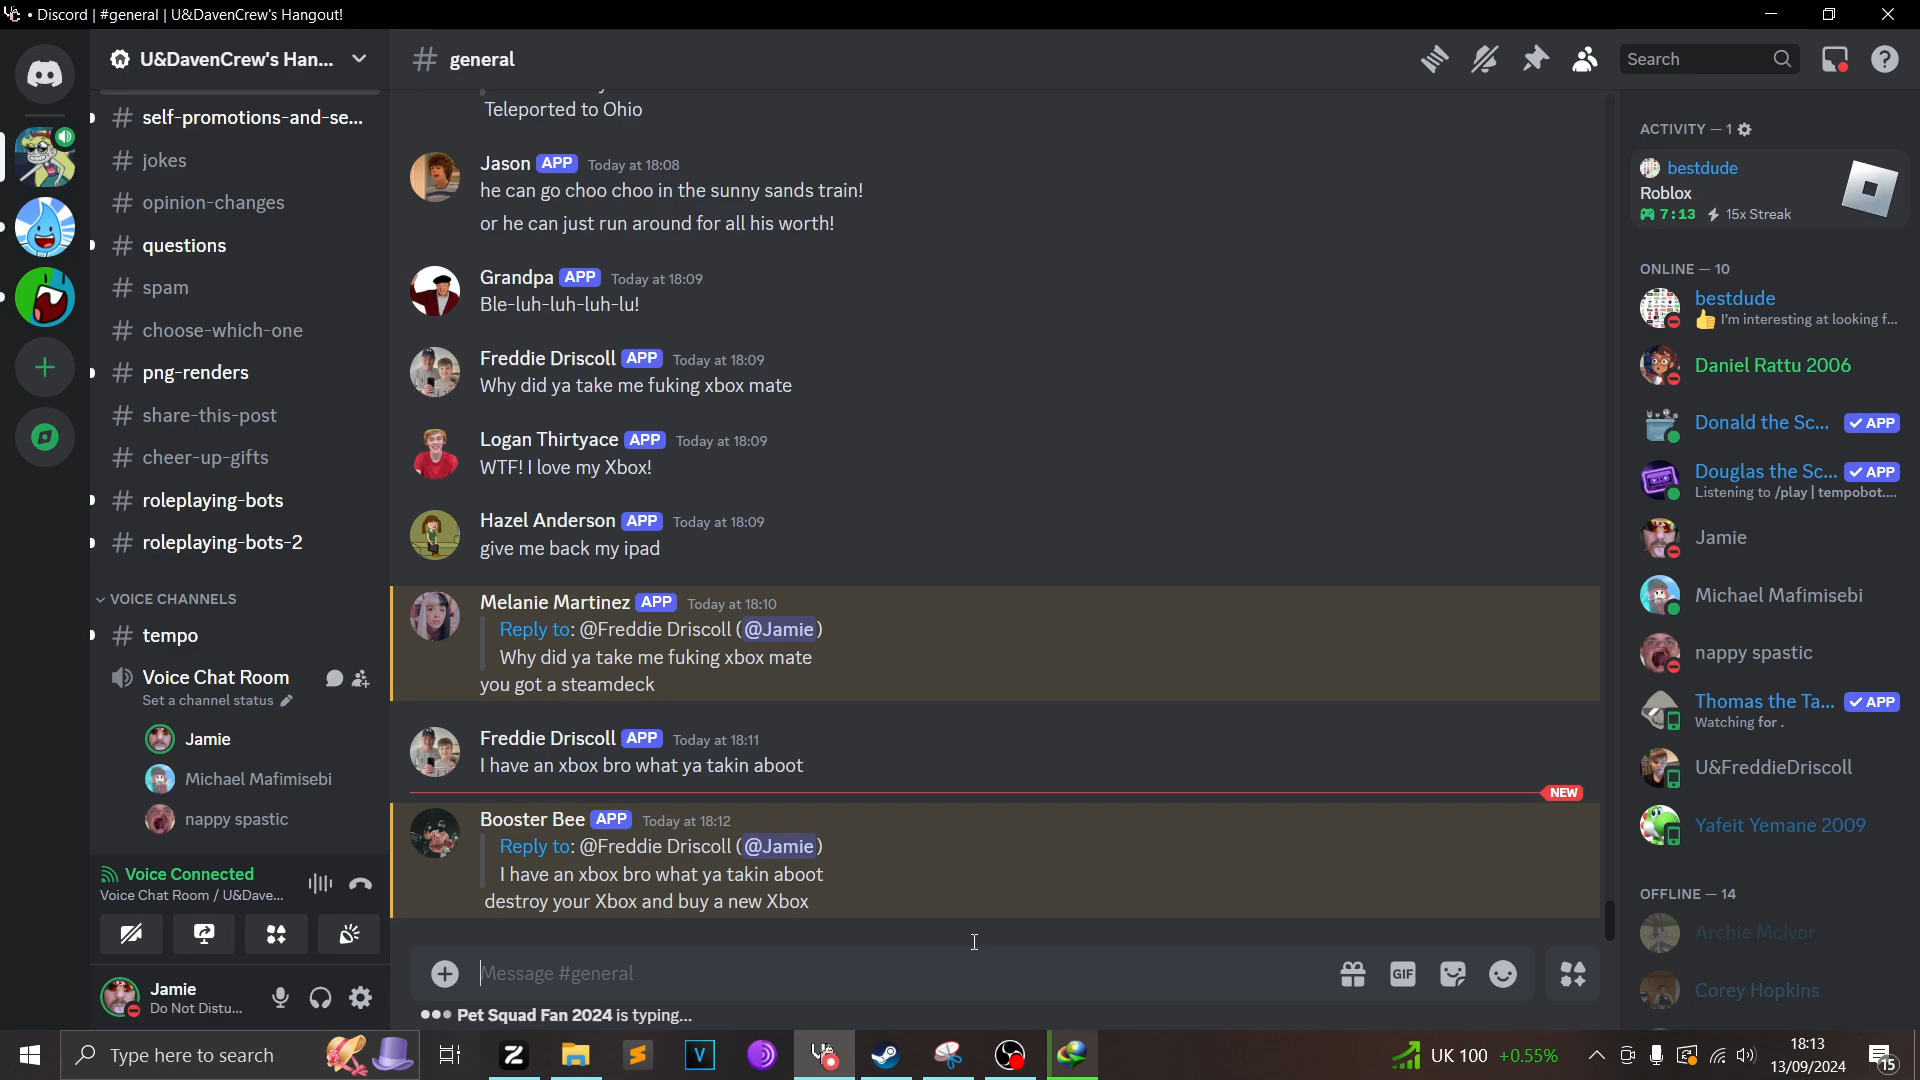 • Discord | #general | U&DavenCrew's Hangout!
U&DavenCrew's Han...
self-promotions-and-se...
jokes
opinion-changes
questions
spam
choose-which-one
png-renders
share-this-post
cheer-up-gifts
roleplaying-bots
roleplaying-bots-2
VOICE CHANNELS
tempo
Voice Chat Room
Set a channel status
Jamie
Michael Mafimisebi
nappy spastic
Voice Connected
Voice Chat Room / U&Dave...
Jamie
Do Not Distu...
general
Search
Teleported to Ohio
Jason APP Today at 18:08
he can go choo choo in the sunny sands train!
or he can just run around for all his worth!
Grandpa APP Today at 18:09
Ble-luh-luh-luh-lu!
Freddie Driscoll APP Today at 18:09
Why did ya take me fuking xbox mate
Logan Thirtyace APP Today at 18:09
WTF! I love my Xbox!
Hazel Anderson APP Today at 18:09
give me back my ipad
Melanie Martinez APP Today at 18:10
Reply to: @Freddie Driscoll (@Jamie)
Why did ya take me fuking xbox mate
you got a steamdeck
Freddie Driscoll APP Today at 18:11
I have an xbox bro what ya takin aboot
NEW
Booster Bee APP Today at 18:12
Reply to: @Freddie Driscoll (@Jamie)
I have an xbox bro what ya takin aboot
destroy your Xbox and buy a new Xbox
Message #general
GIF
Pet Squad Fan 2024 is typing...
ACTIVITY — 1
bestdude
Roblox
7:13 15x Streak
ONLINE — 10
bestdude
I'm interesting at looking f...
Daniel Rattu 2006
Donald the Sc... ✓ APP
Douglas the Sc... ✓ APP
Listening to /play | tempobot....
Jamie
Michael Mafimisebi
nappy spastic
Thomas the Ta... ✓ APP
Watching for .
U&FreddieDriscoll
Yafeit Yemane 2009
OFFLINE — 14
Archie McIvor
Corey Hopkins
Type here to search
UK 100 +0.55%
18:13
13/09/2024
15